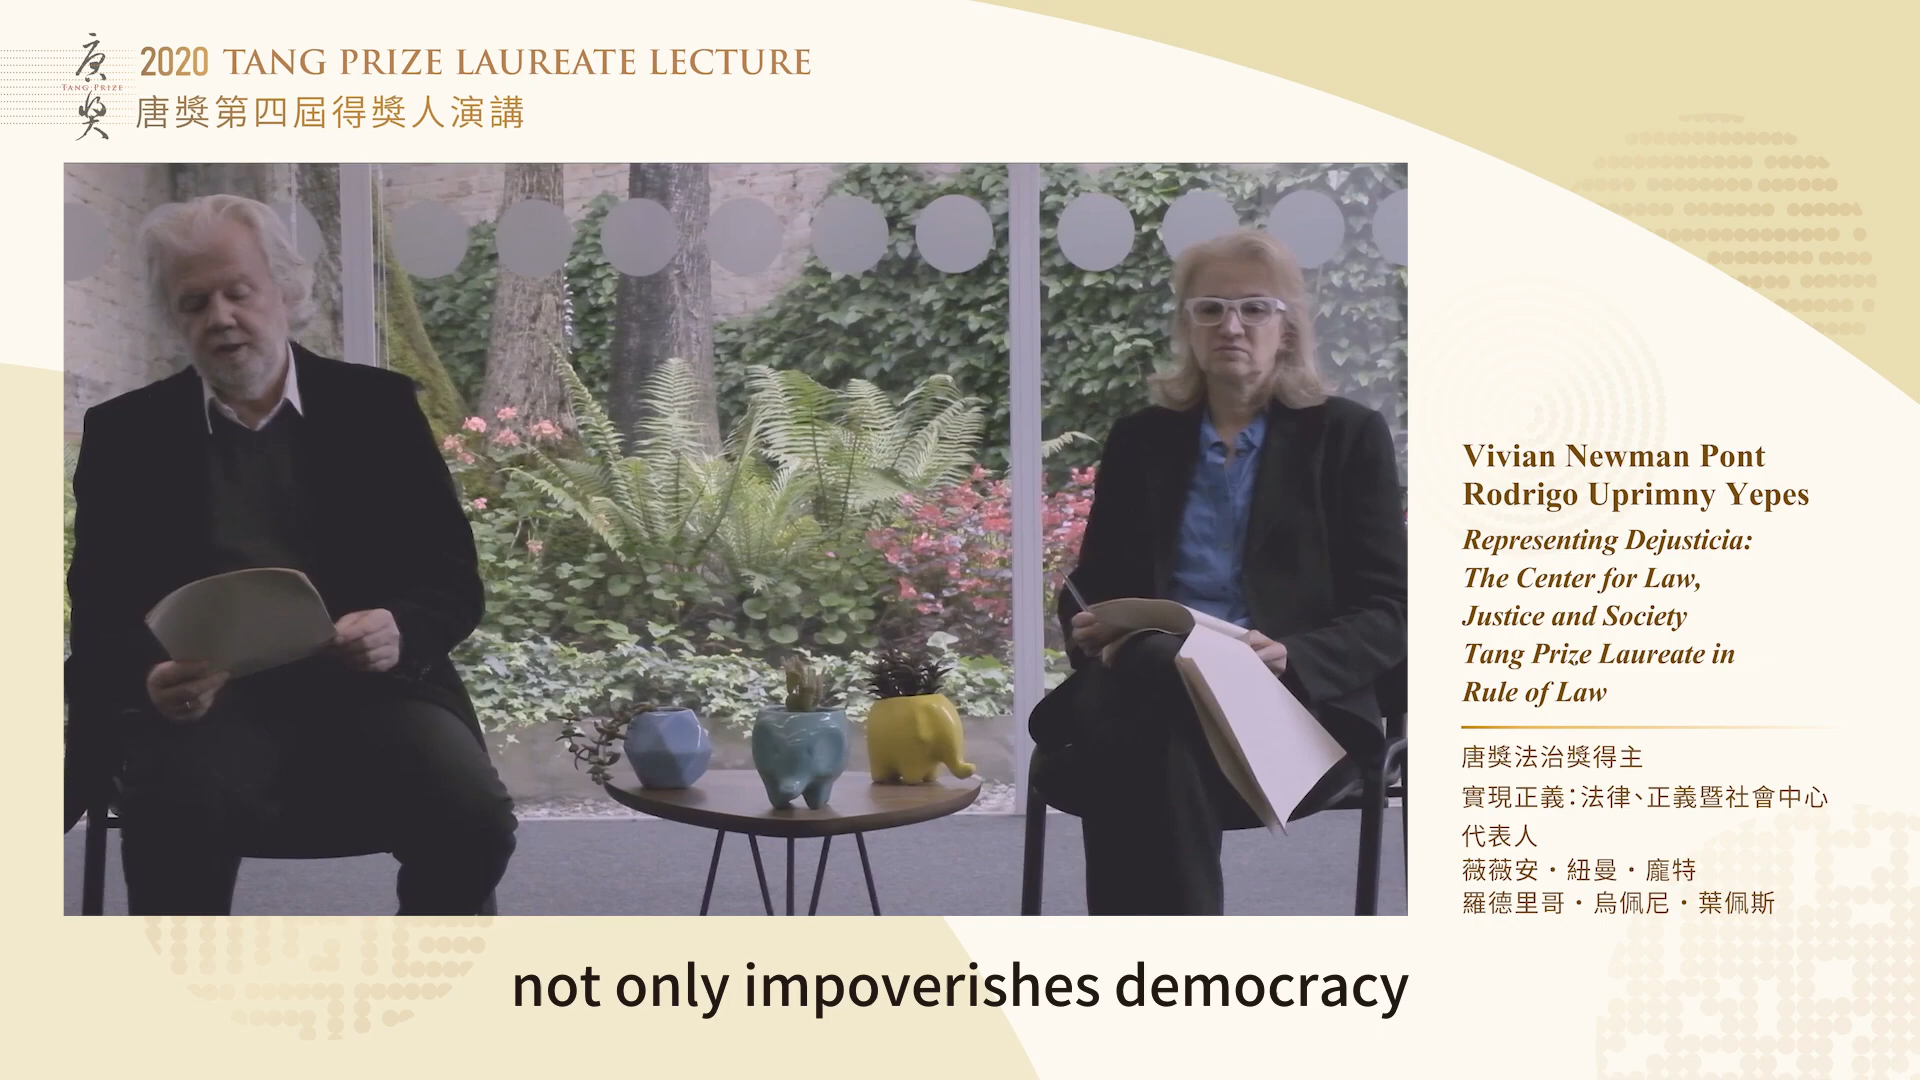 唐
TANG PRIZE
獎
2020 TANG PRIZE LAUREATE LECTURE
唐獎第四屆得獎人演講
Vivian Newman Pont
Rodrigo Uprimny Yepes
Representing Dejusticia:
The Center for Law,
Justice and Society
Tang Prize Laureate in
Rule of Law
唐獎法治獎得主
實現正義：法律、正義暨社會中心
代表人
薇薇安・紐曼・龐特
羅德里哥・烏佩尼・葉佩斯
not only impoverishes democracy